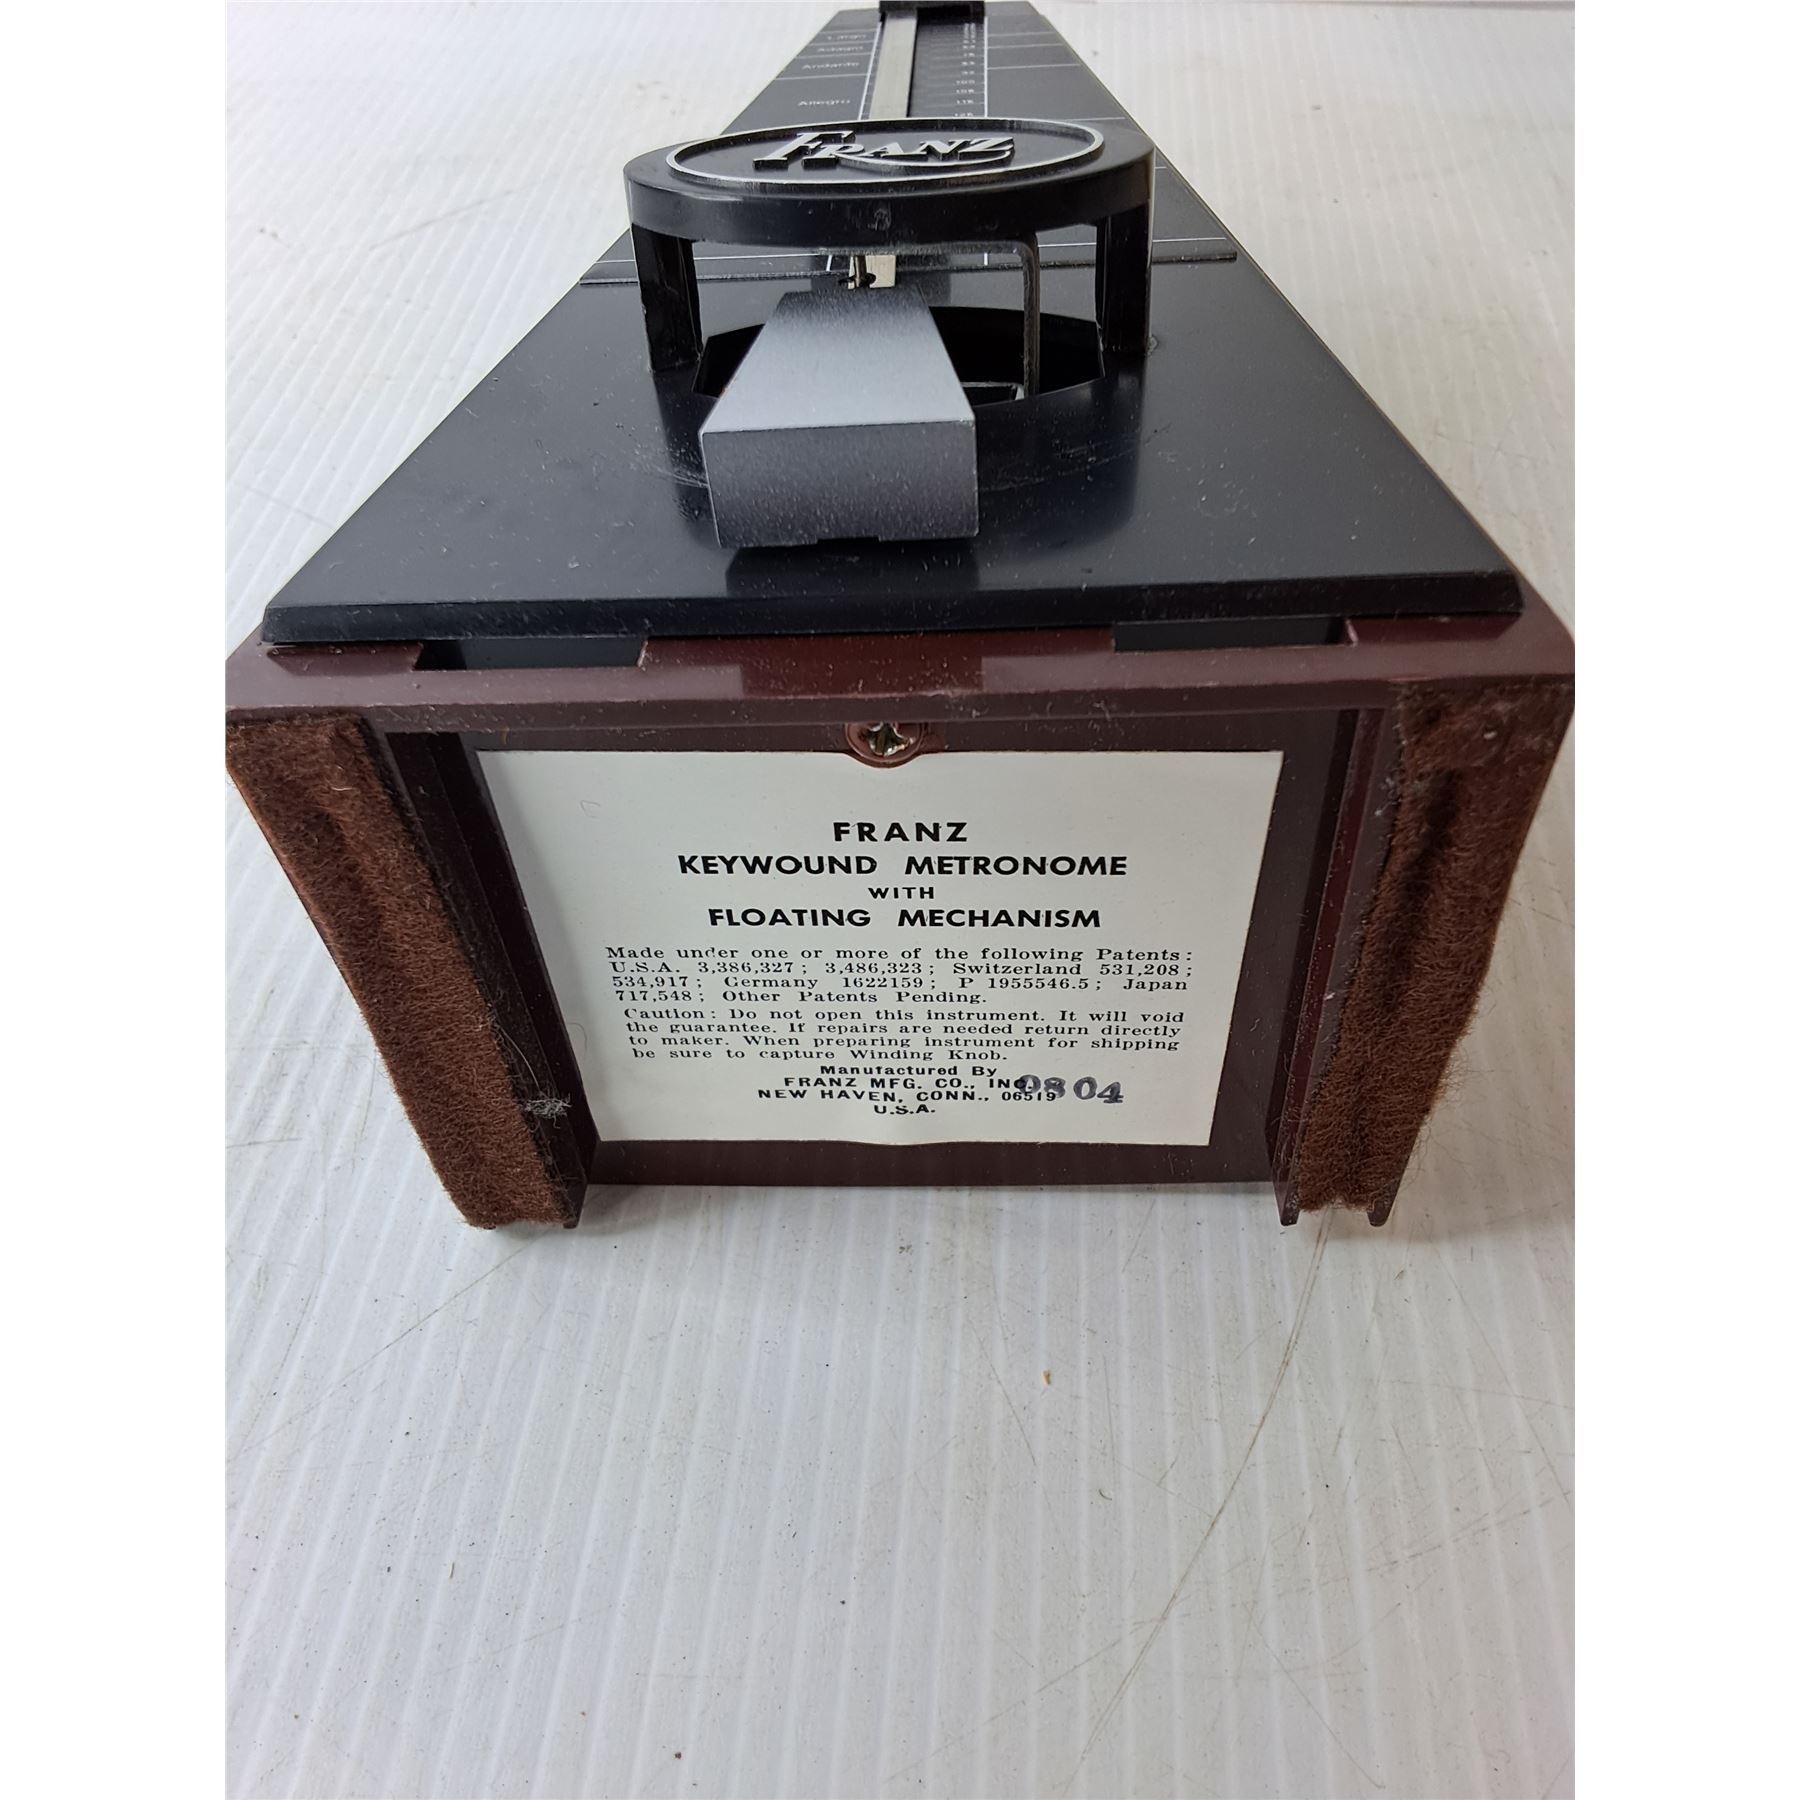 Largo
Adagio
Andante
Allegro
FRANZ
FRANZ
KEYWOUND METRONOME
WITH
FLOATING MECHANISM
Made under one or more of the following Patents:
U.S.A. 3,386,327; 3,486,323; Switzerland 531,208;
534,917; Germany 1622159; P 1955546.5; Japan
717,548; Other Patents Pending.
Caution: Do not open this instrument. It will void
the guarantee. If repairs are needed return directly
to maker. When preparing instrument for shipping
be sure to capture Winding Knob.
Manufactured By
FRANZ MFG. CO., INC. 0804
NEW HAVEN, CONN., 06519
U.S.A.